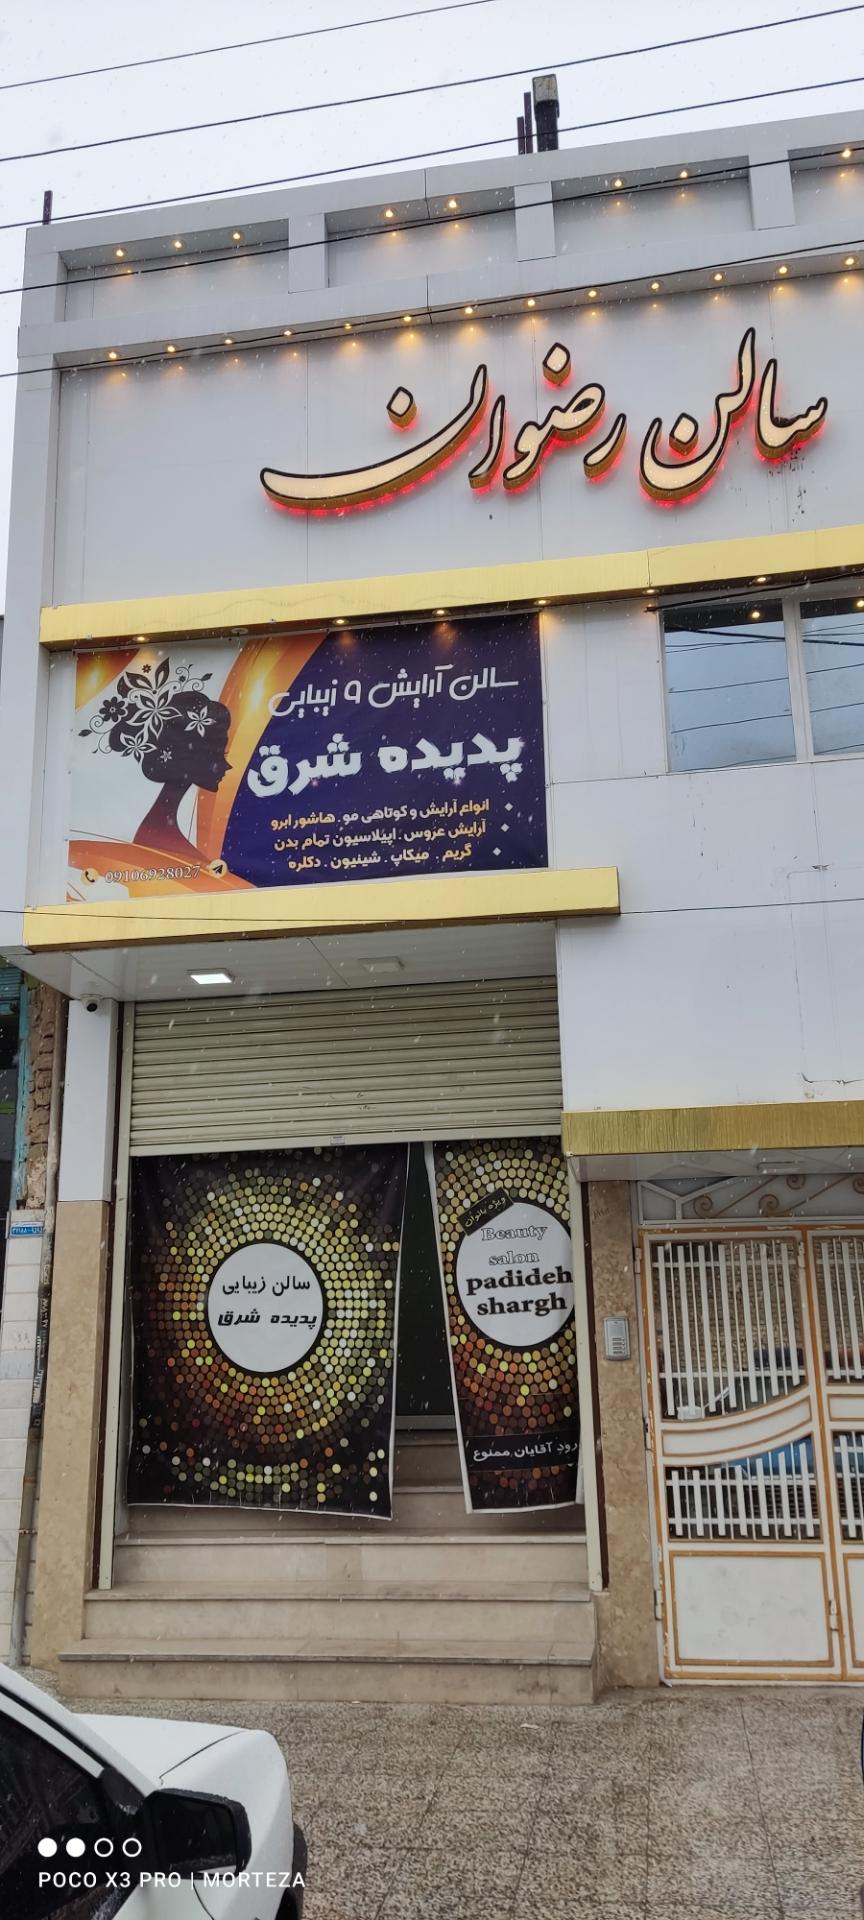 سالن رضوان
سالن آرایش و زیبایی
پدیده شرق
انواع آرایش و کوتاهی مو . هاشور ابرو
آرایش عروس . اپیلاسیون تمام بدن
گریم . میکاپ . شینیون . دکلره
09106928027
سالن زیبایی
پدیده شرق
ویژه بانوان
Beauty
salon
padideh
shargh
رود آقایان ممنوع
POCO X3 PRO | MORTEZA